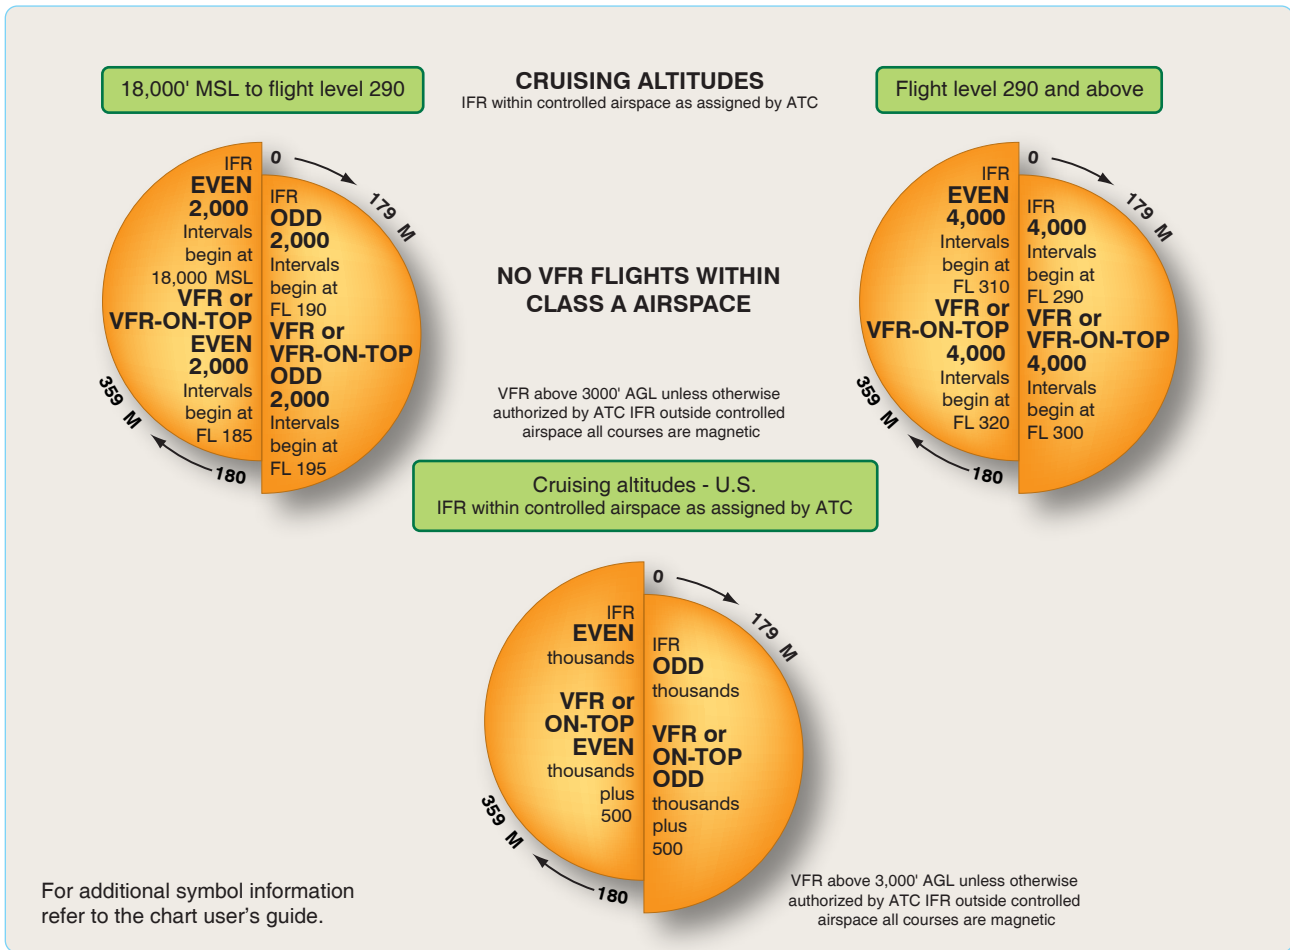 18,000' MSL to flight level 290
CRUISING ALTITUDES
IFR within controlled airspace as assigned by ATC
Flight level 290 and above
IFR
EVEN
2,000
Intervals
begin at
18,000 MSL
VFR or
VFR-ON-TOP
EVEN
2,000
Intervals
begin at
FL 185
0
179 M
IFR
ODD
2,000
Intervals
begin at
FL 190
VFR or
VFR-ON-TOP
ODD
2,000
Intervals
begin at
FL 195
359 M
180
NO VFR FLIGHTS WITHIN
CLASS A AIRSPACE
VFR above 3000' AGL unless otherwise
authorized by ATC IFR outside controlled
airspace all courses are magnetic
IFR
EVEN
4,000
Intervals
begin at
FL 310
VFR or
VFR-ON-TOP
4,000
Intervals
begin at
FL 320
0
179 M
IFR
4,000
Intervals
begin at
FL 290
VFR or
VFR-ON-TOP
4,000
Intervals
begin at
FL 300
359 M
180
Cruising altitudes - U.S.
IFR within controlled airspace as assigned by ATC
IFR
EVEN
thousands
VFR or
ON-TOP
EVEN
thousands
plus
500
0
179 M
IFR
ODD
thousands
VFR or
ON-TOP
ODD
thousands
plus
500
359 M
180
For additional symbol information
refer to the chart user's guide.
VFR above 3,000' AGL unless otherwise
authorized by ATC IFR outside controlled
airspace all courses are magnetic